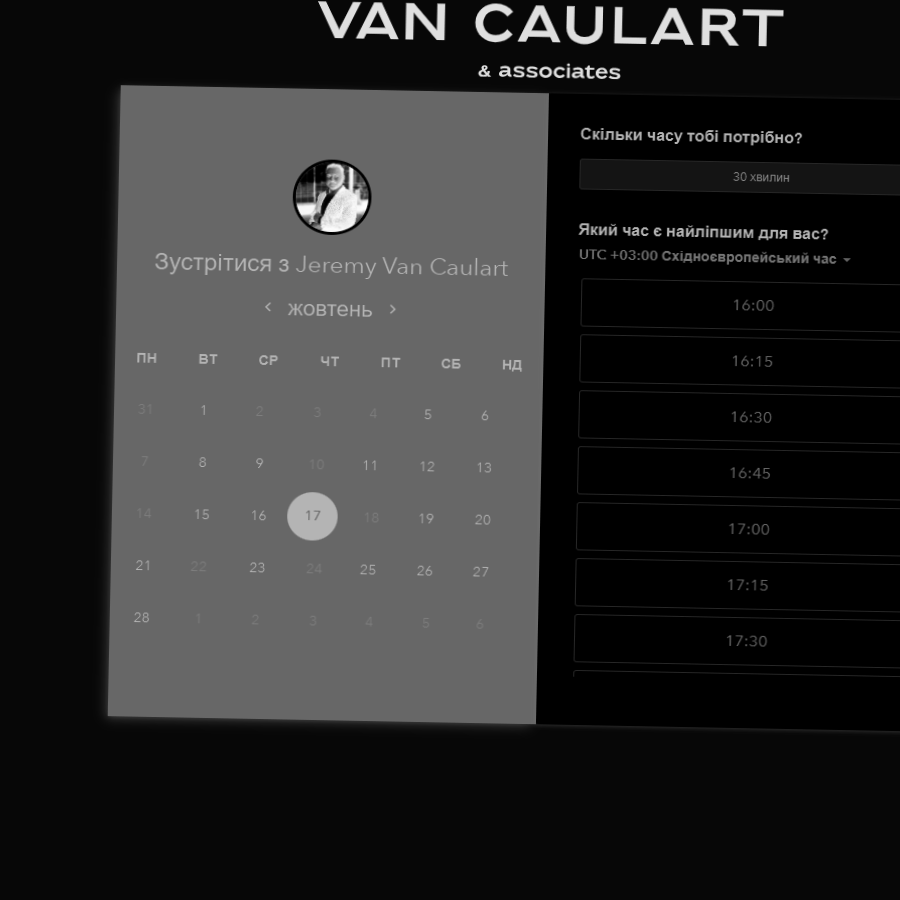 VAN CAULART
& associates
Зустрітися з Jeremy Van Caulart
жовтень
ПН ВТ СР ЧТ ПТ СБ НД
31 1 2 3 4 5 6
7 8 9 10 11 12 13
14 15 16 17 18 19 20
21 22 23 24 25 26 27
28 1 2 3 4 5 6
Скільки часу тобі потрібно?
30 хвилин
Який час є найліпшим для вас?
UTC +03:00 Східноєвропейський час
16:00
16:15
16:30
16:45
17:00
17:15
17:30